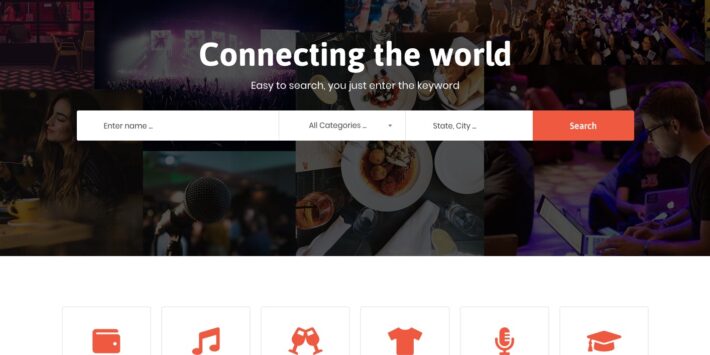 Connecting the world
Easy to search, you just enter the keyword
Enter name ...
All Categories ...
State, City ...
Search